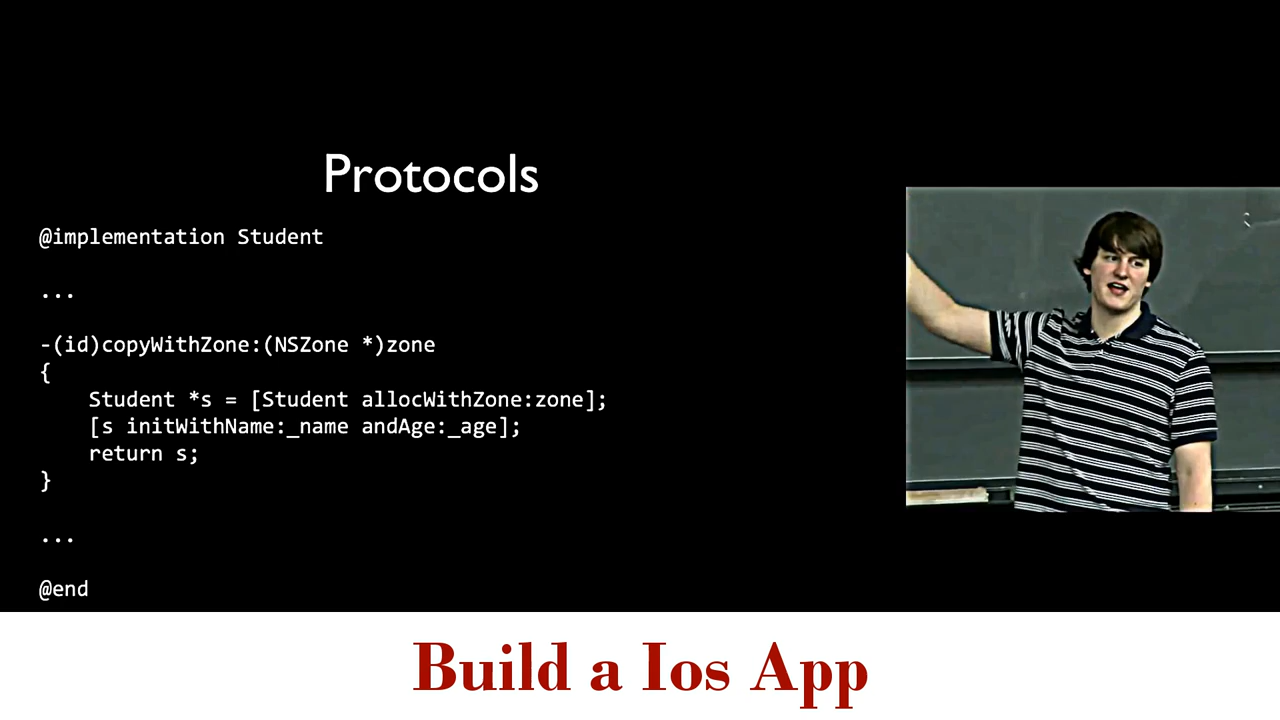 Protocols
@implementation Student
...
-(id)copyWithZone:(NSZone *)zone
{
Student *s = [Student allocWithZone:zone];
[s initWithName:_name andAge:_age];
return s;
}
...
@end
Build a Ios App